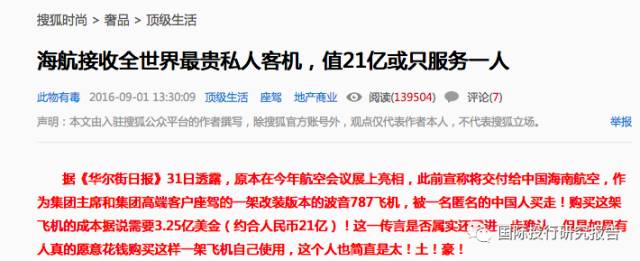 搜狐时尚 > 奢品 > 顶级生活
海航接收全世界最贵私人客机，值21亿或只服务一人
此物有毒 2016-09-01 13:30:09 顶级生活 座驾 地产商业 阅读(139504) 评论(7)
声明：本文由入驻搜狐公众平台的作者撰写，除搜狐官方账号外，观点仅代表作者本人，不代表搜狐立场。 举报
据《华尔街日报》31日透露，原本在今年航空会议展上亮相，此前宣称将交付给中国海南航空，作
为集团主席和集团高端客户座驾的一架改装版本的波音787飞机，被一名匿名的中国人买走！购买这架
飞机的成本据说需要3.25亿美金（约合人民币21亿）！这一传言是否属实还
人真的愿意花钱购买这样一架飞机自己使用，这个人也简直是太！土！豪！
国际投行研究报告